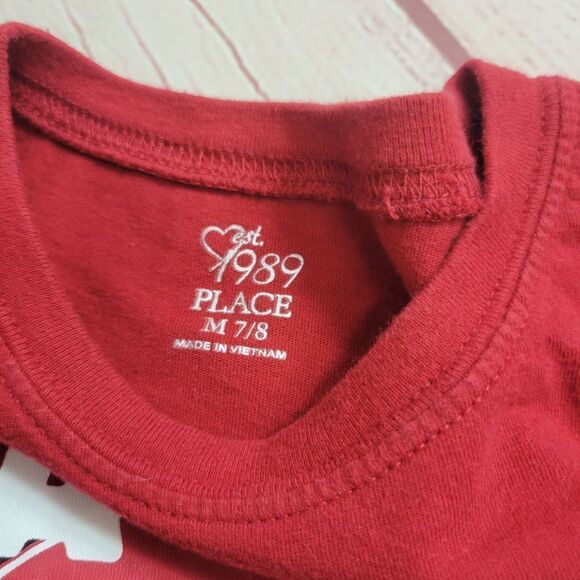 est.
1989
PLACE
M 7/8
MADE IN VIETNAM